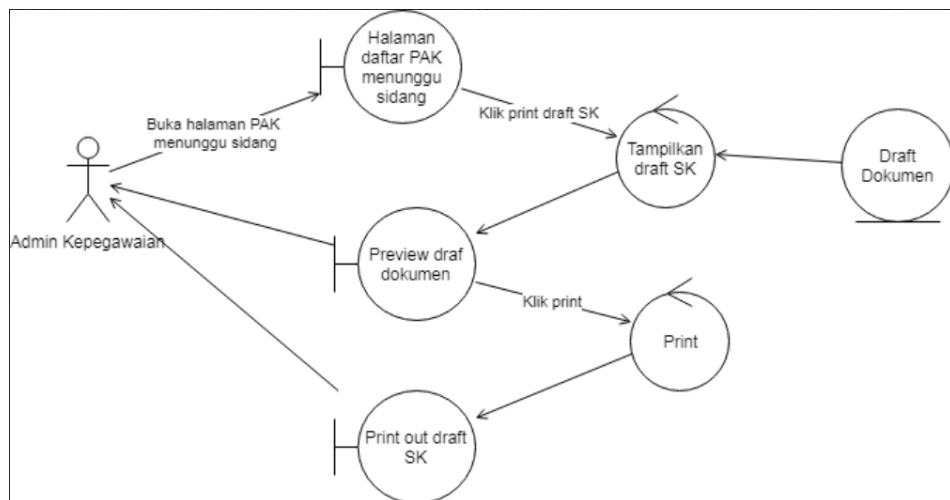 Halaman
daftar PAK
menunggu
sidang
Buka halaman PAK
menunggu sidang
Klik print draft SK
Tampilkan
draft SK
Draft
Dokumen
Admin Kepegawaian
Preview draf
dokumen
Klik print
Print
Print out draft
SK